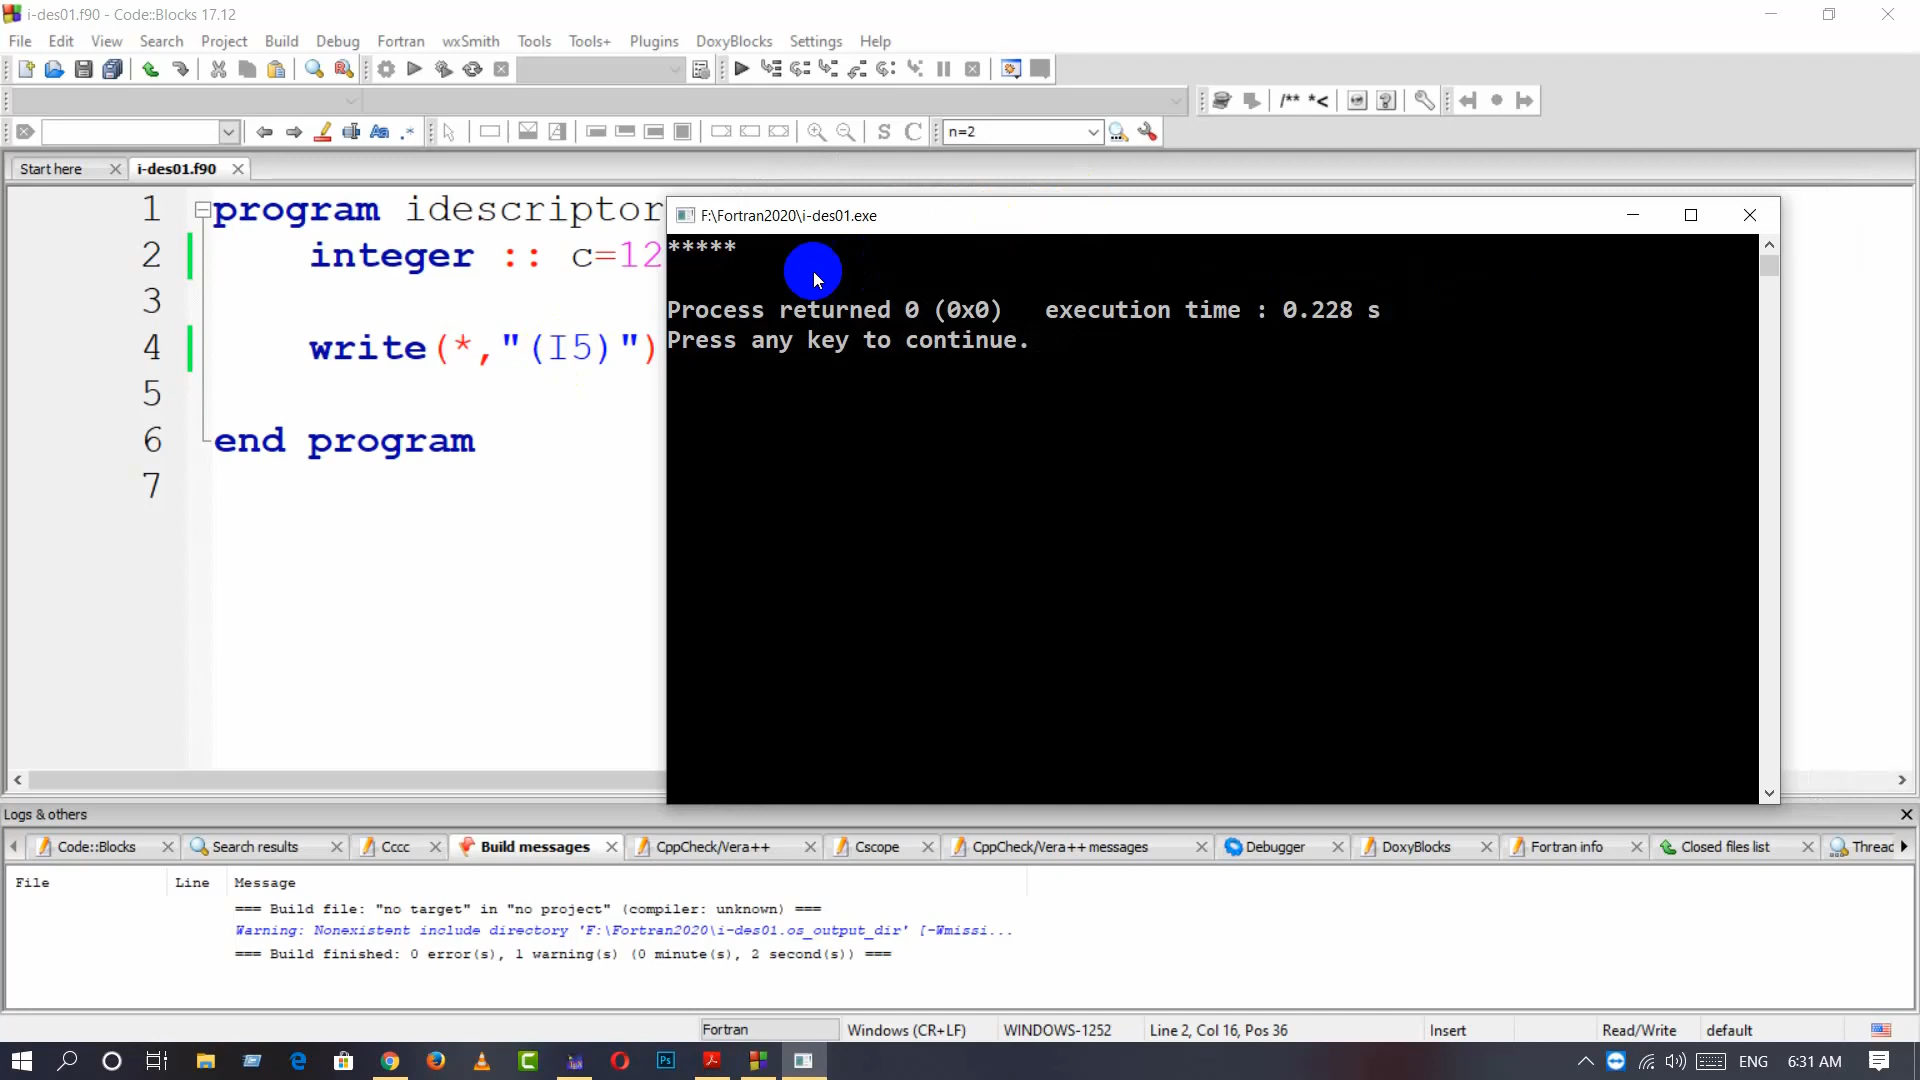 i-des01.f90 - Code::Blocks 17.12
File Edit View Search Project Build Debug Fortran wxSmith Tools Tools+ Plugins DoxyBlocks Settings Help
/** *<
.* S C n=2
Start here i-des01.f90
1 program idescriptor
2 integer :: c=12
3
4 write(*,"(I5)")
5
6 end program
7
F:\Fortran2020\i-des01.exe
*****
Process returned 0 (0x0) execution time : 0.228 s
Press any key to continue.
Logs & others
Code::Blocks Search results Cccc Build messages CppCheck/Vera++ Cscope CppCheck/Vera++ messages Debugger DoxyBlocks Fortran info Closed files list Threac
File Line Message
=== Build file: "no target" in "no project" (compiler: unknown) ===
Warning: Nonexistent include directory 'F:\Fortran2020\i-des01.os_output_dir' [-Wmissi...
=== Build finished: 0 error(s), 1 warning(s) (0 minute(s), 2 second(s)) ===
Fortran Windows (CR+LF) WINDOWS-1252 Line 2, Col 16, Pos 36 Insert Read/Write default
ENG 6:31 AM